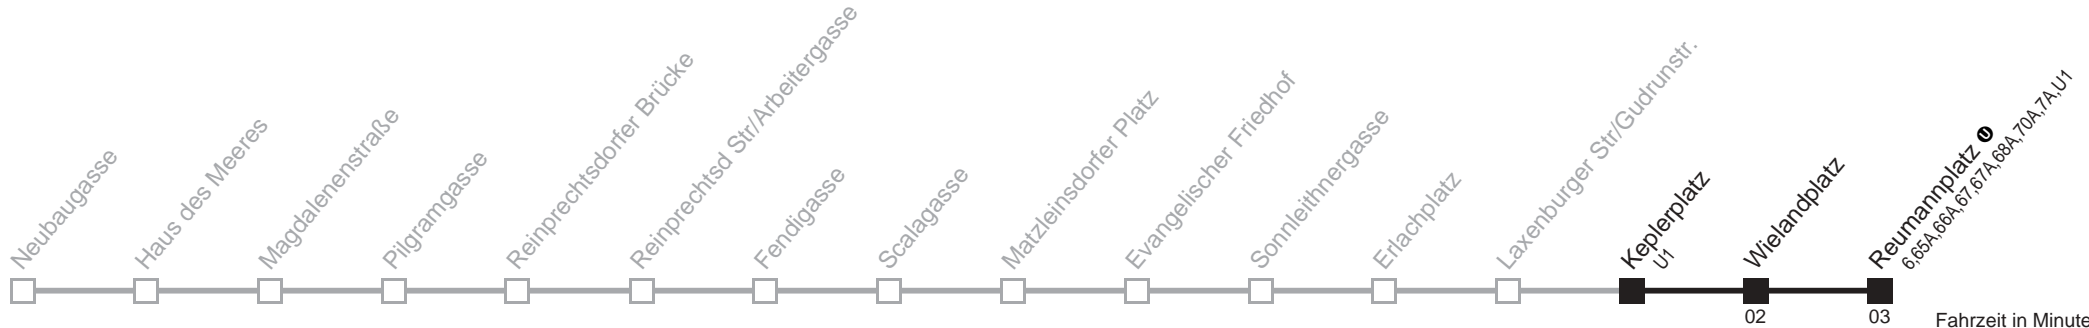 Neubaugasse
Haus des Meeres
Magdalenenstraße
Pilgramgasse
Reinprechtsdorfer Brücke
Reinprechtsd Str/Arbeitergasse
Fendigasse
Scalagasse
Matzleinsdorfer Platz
Evangelischer Friedhof
Sonnleithnergasse
Erlachplatz
Laxenburger Str/Gudrunstr.
Keplerplatz
U1
Wielandplatz
Reumannplatz U
6,65A,66A,67,67A,68A,70A,7A,U1
02
03
Fahrzeit in Minute